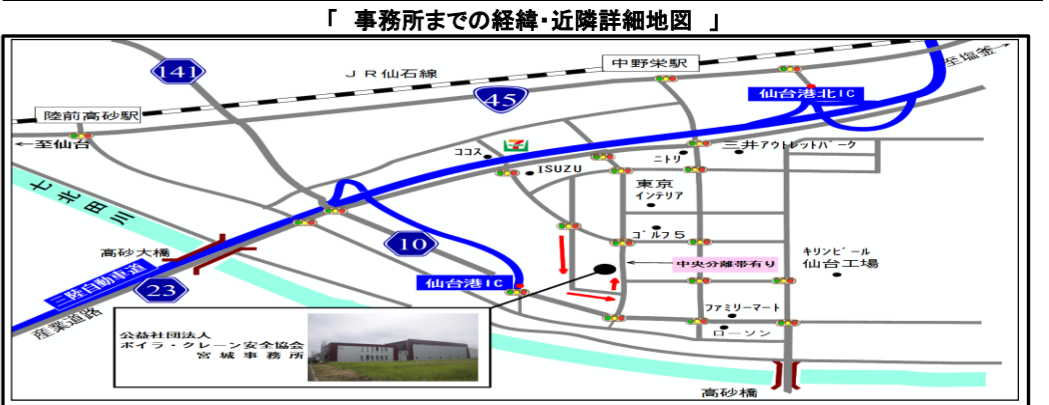 「 事務所までの経緯･近隣詳細地図 」
141
JR仙石線
中野栄駅
至塩釜
45
仙台港北IC
陸前高砂駅
←至仙台
ココス
7
ISUZU
ニトリ
三井アウトレットパーク
東京
インテリア
七北田川
ゴルフ5
10
高砂大橋
中央分離帯有り
キリンビール
仙台工場
三陸自動車道
23
仙台港IC
産業道路
ファミリーマート
ローソン
公益社団法人
ボイラ・クレーン安全協会
宮城事務所
高砂橋